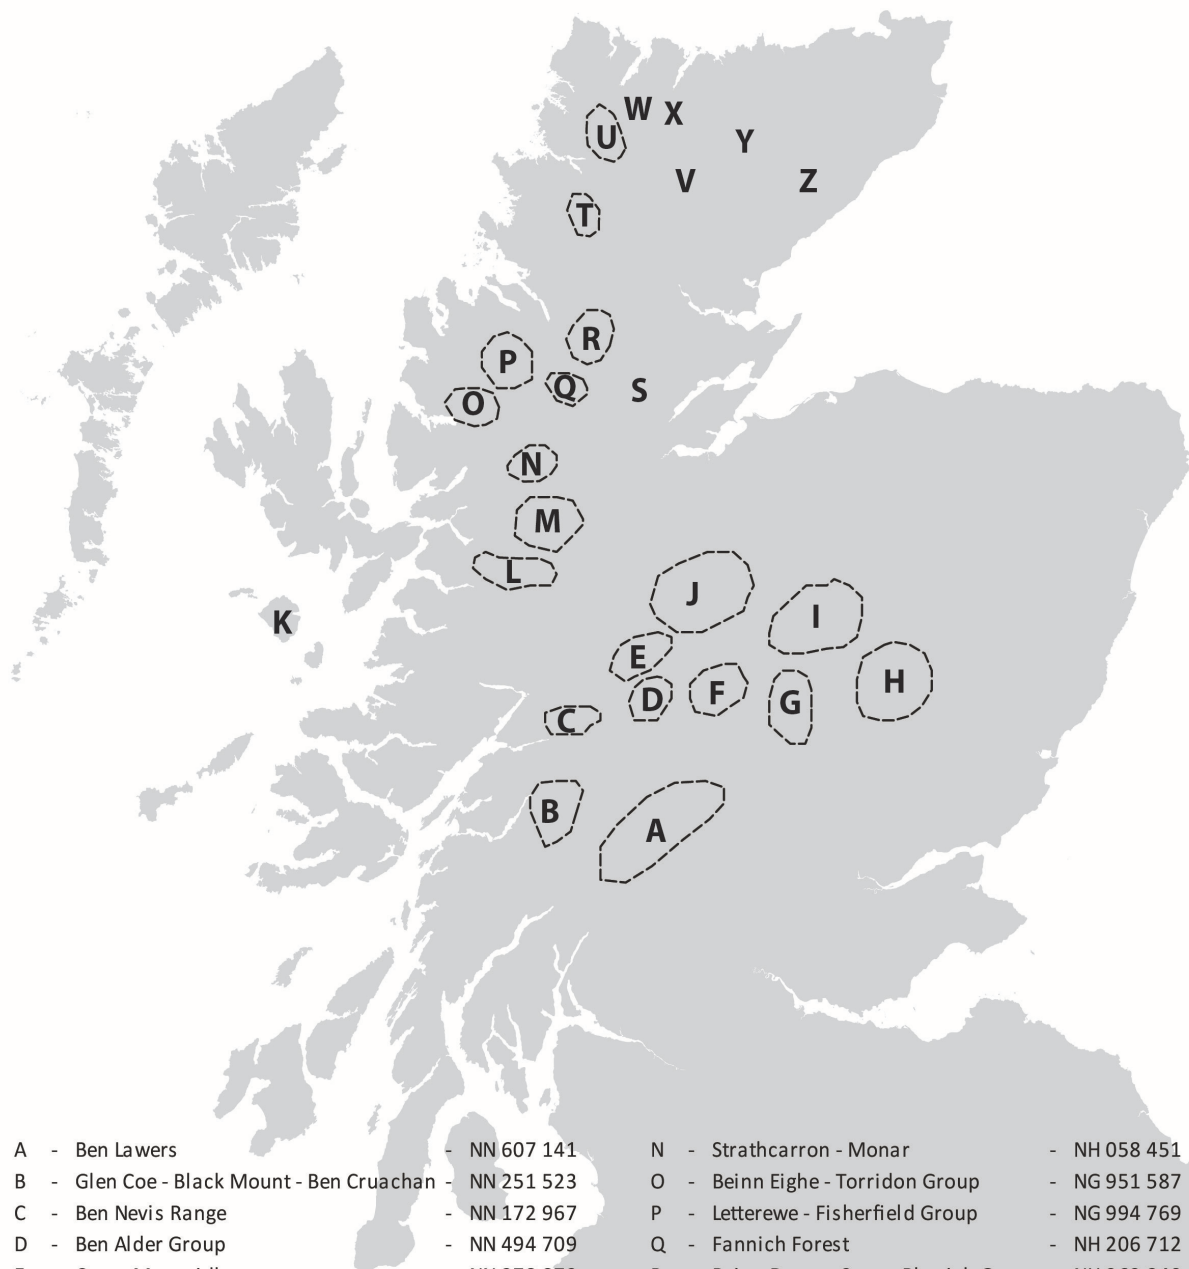 W
X
U
Y
V
Z
T
R
P
Q
S
O
N
M
L
J
I
K
E
H
D
F
G
C
B
A
A - Ben Lawers - NN 607 141
B - Glen Coe - Black Mount - Ben Cruachan - NN 251 523
C - Ben Nevis Range - NN 172 967
D - Ben Alder Group - NN 494 709
N - Strathcarron - Monar - NH 058 451
O - Beinn Eighe - Torridon Group - NG 951 587
P - Letterewe - Fisherfield Group - NG 994 769
Q - Fannich Forest - NH 206 712